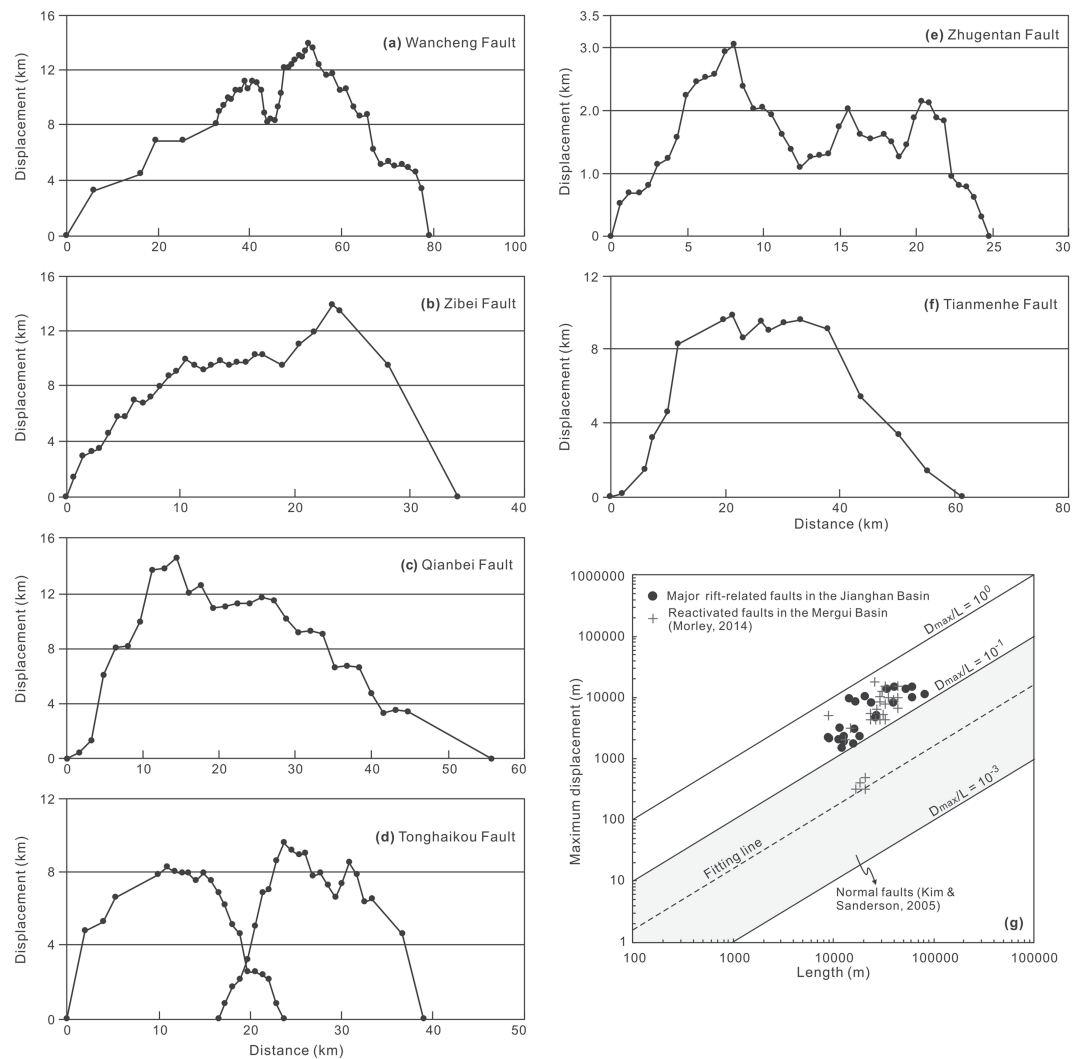 16
12
8
4
0
Displacement (km)
(a) Wancheng Fault
0 20 40 60 80 100
16
12
8
4
0
Displacement (km)
(b) Zibei Fault
0 10 20 30 40
16
12
8
4
0
Displacement (km)
(c) Qianbei Fault
0 10 20 30 40 50 60
12
8
4
0
Displacement (km)
(d) Tonghaikou Fault
0 20 20 30 40 50
Distance (km)
3.5
3.0
2.0
1.0
0
Displacement (km)
(e) Zhugentan Fault
0 5 10 15 20 25 30
12
8
4
0
Displacement (km)
(f) Tianmenhe Fault
0 20 40 60 80
Distance (km)
1000000
100000
10000
1000
100
10
1
Maximum displacement (m)
Major rift-related faults in the Jianghan Basin
Reactivated faults in the Mergui Basin
(Morley, 2014)
Dmax/L = 10^0
Dmax/L = 10^-1
Dmax/L = 10^-3
Fitting line
Normal faults (Kim &
Sanderson, 2005)
(g)
100 1000 10000 100000 1000000
Length (m)